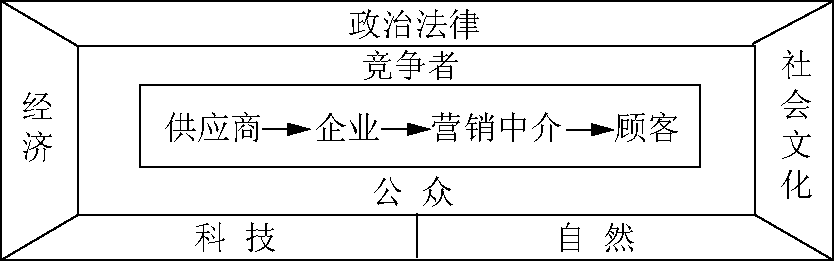 政治法律
竞争者
经济
供应商 企业 营销中介 顾客
社会文化
公众
科技 自然